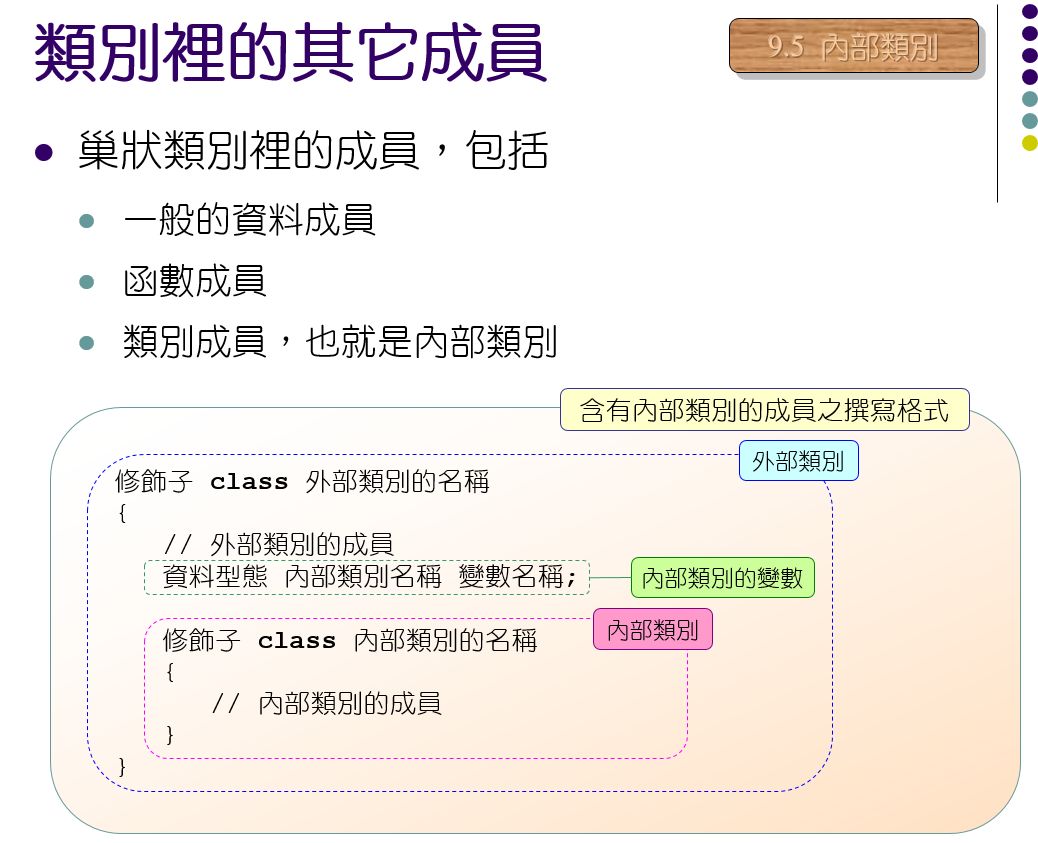 類別裡的其它成員
9.5 內部類別
巢狀類別裡的成員，包括
一般的資料成員
函數成員
類別成員，也就是內部類別
含有內部類別的成員之撰寫格式
外部類別
修飾子 class 外部類別的名稱
{
// 外部類別的成員
資料型態 內部類別名稱 變數名稱;
內部類別的變數
內部類別
修飾子 class 內部類別的名稱
{
// 內部類別的成員
}
}